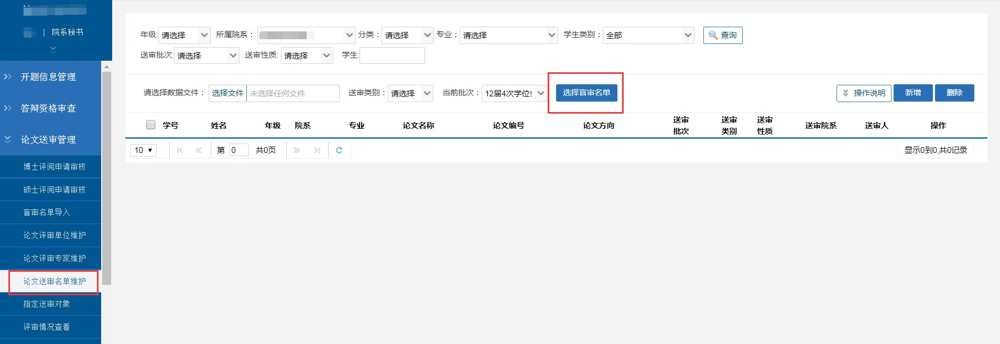 | 院系秘书
开题信息管理
答辩资格审查
论文送审管理
博士评阅申请审核
硕士评阅申请审核
盲审名单导入
论文评审单位维护
论文评审专家维护
论文送审名单维护
指定送审对象
评审情况查看
年级: 请选择 所属院系： 分类： 请选择 专业： 请选择 学生类别： 全部 查询
送审批次: 请选择 送审性质: 请选择 学生:
请选择数据文件： 选择文件 未选择任何文件 送审类别： 请选择 当前批次： 12届4次学位 选择盲审名单 操作说明 新增 删除
学号 姓名 年级 院系 专业 论文名称 论文编号 论文方向 送审批次 送审类别 送审性质 送审院系 送审人 操作
10 第 0 共0页 显示0到0,共0记录